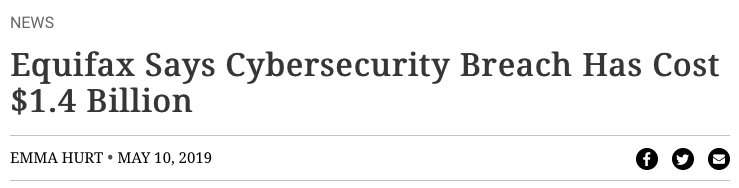 NEWS
Equifax Says Cybersecurity Breach Has Cost
$1.4 Billion
EMMA HURT • MAY 10, 2019